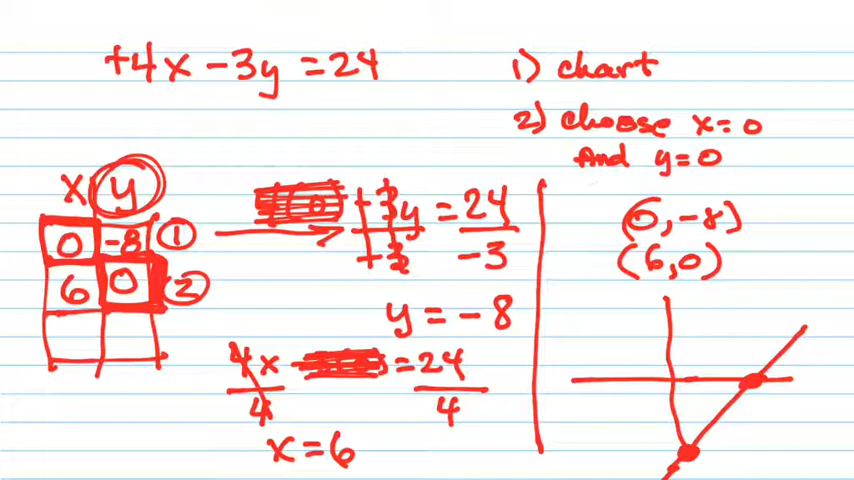 +4x -3y = 24
1) chart
2) choose x=0
And y=0
x y
0 -8 ①
6 0 ②
-3y = 24
-3 -3
y = -8
4x = 24
4 4
x = 6
(0, -8)
(6, 0)